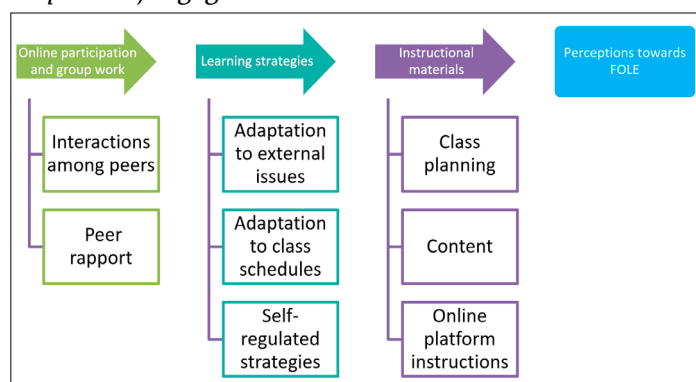 Online participation
and group work
Learning strategies
Instructional
materials
Perceptions towards
FOLE
Interactions
among peers
Peer
rapport
Adaptation
to external
issues
Adaptation
to class
schedules
Self-
regulated
strategies
Class
planning
Content
Online
platform
instructions